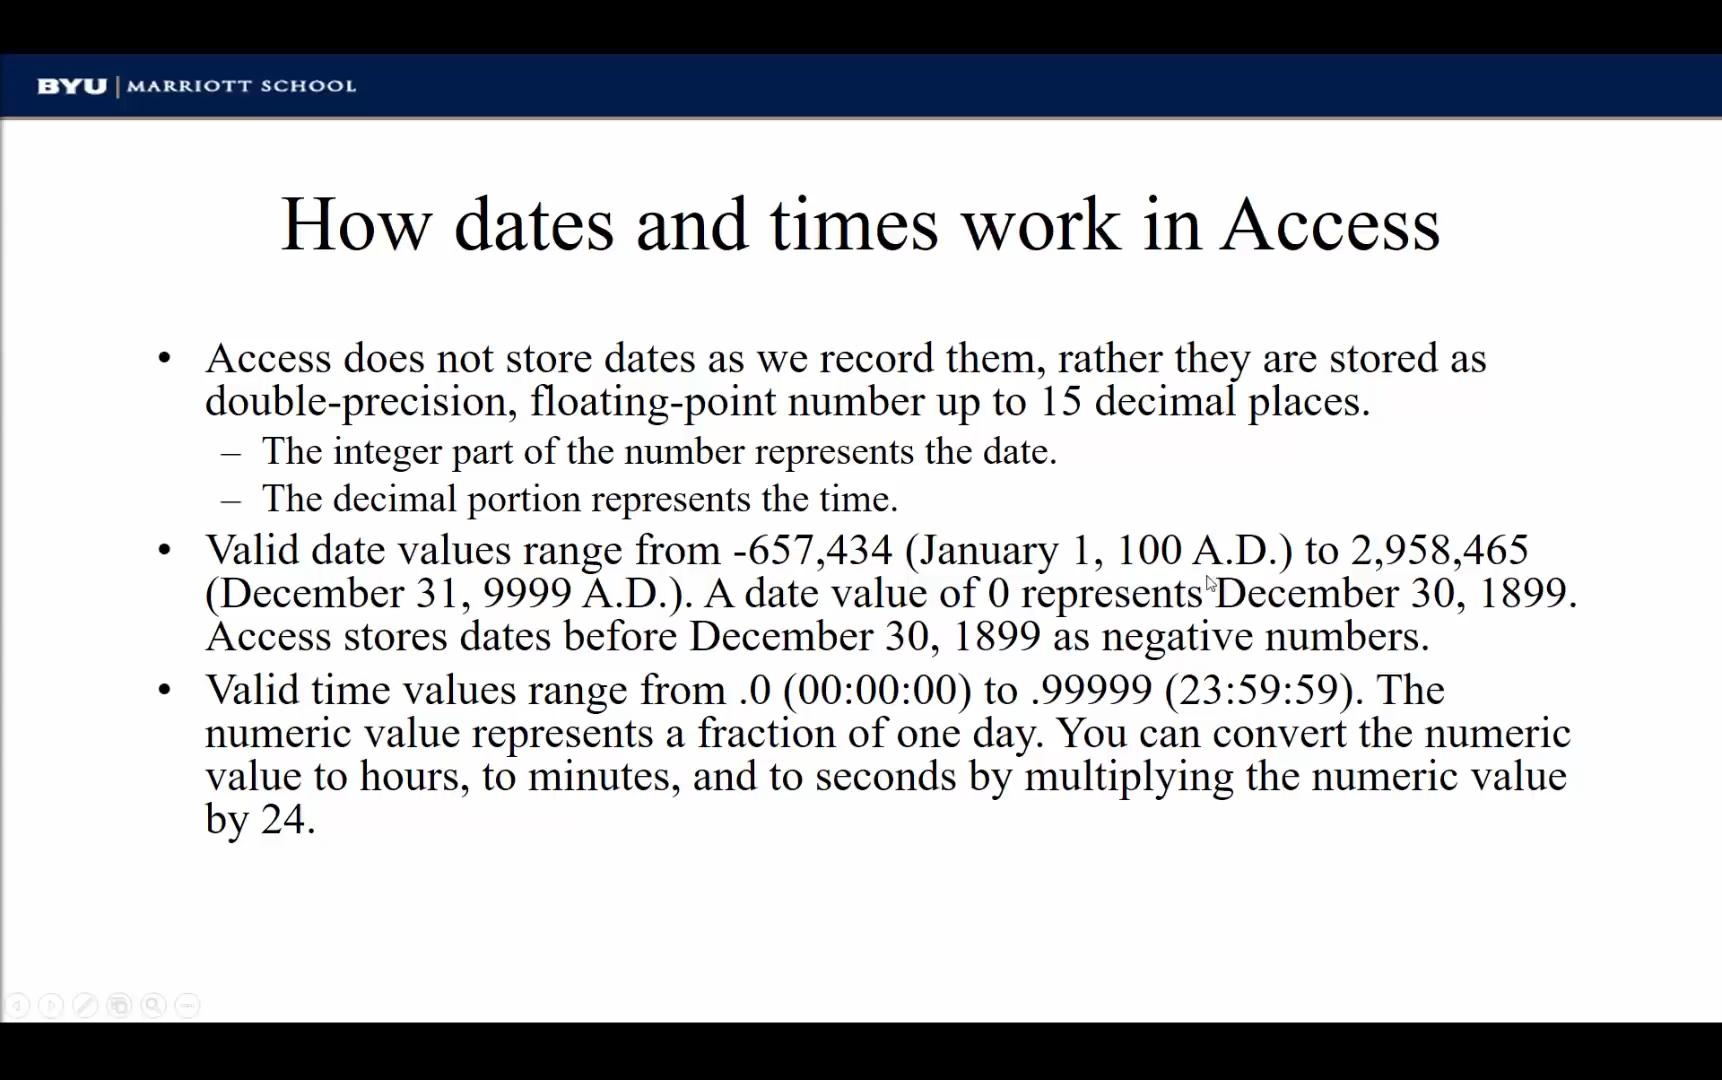 BYU | MARRIOTT SCHOOL
How dates and times work in Access
• Access does not store dates as we record them, rather they are stored as
double-precision, floating-point number up to 15 decimal places.
– The integer part of the number represents the date.
– The decimal portion represents the time.
• Valid date values range from -657,434 (January 1, 100 A.D.) to 2,958,465
(December 31, 9999 A.D.). A date value of 0 represents December 30, 1899.
Access stores dates before December 30, 1899 as negative numbers.
• Valid time values range from .0 (00:00:00) to .99999 (23:59:59). The
numeric value represents a fraction of one day. You can convert the numeric
value to hours, to minutes, and to seconds by multiplying the numeric value
by 24.